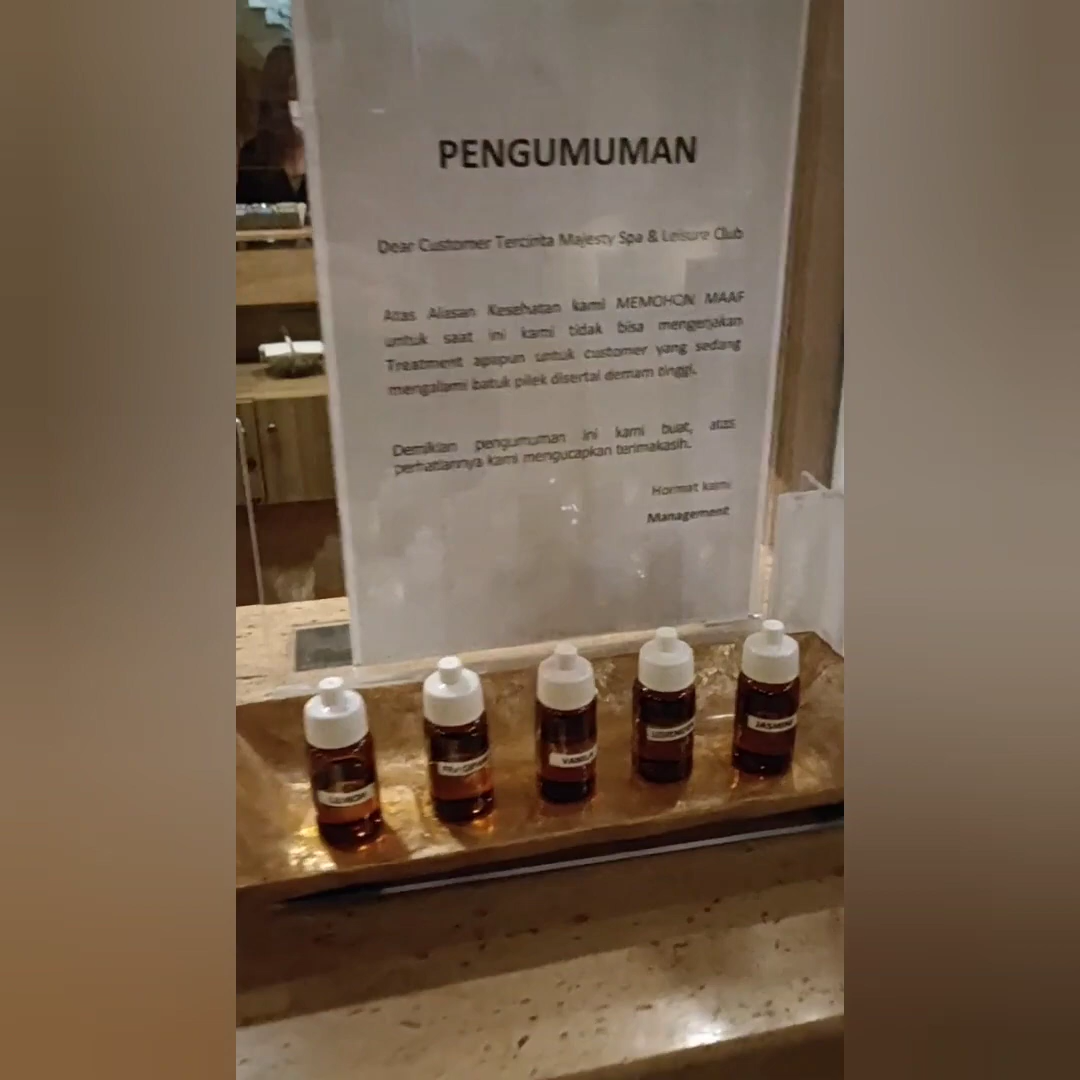 PENGUMUMAN
Dear Customer Tercinta Majesty Spa & Leisure Club
Atas Alasan Kesehatan kami MEMOHON MAAF
untuk saat ini kami tidak bisa mengerjakan
Treatment apapun untuk customer yang sedang
mengalami batuk pilek disertai demam tinggi.
Demikian pengumuman ini kami buat, atas
perhatiannya kami mengucapkan terimakasih.
Hormat kami
Management
LEMON
VANILA
JASMINE